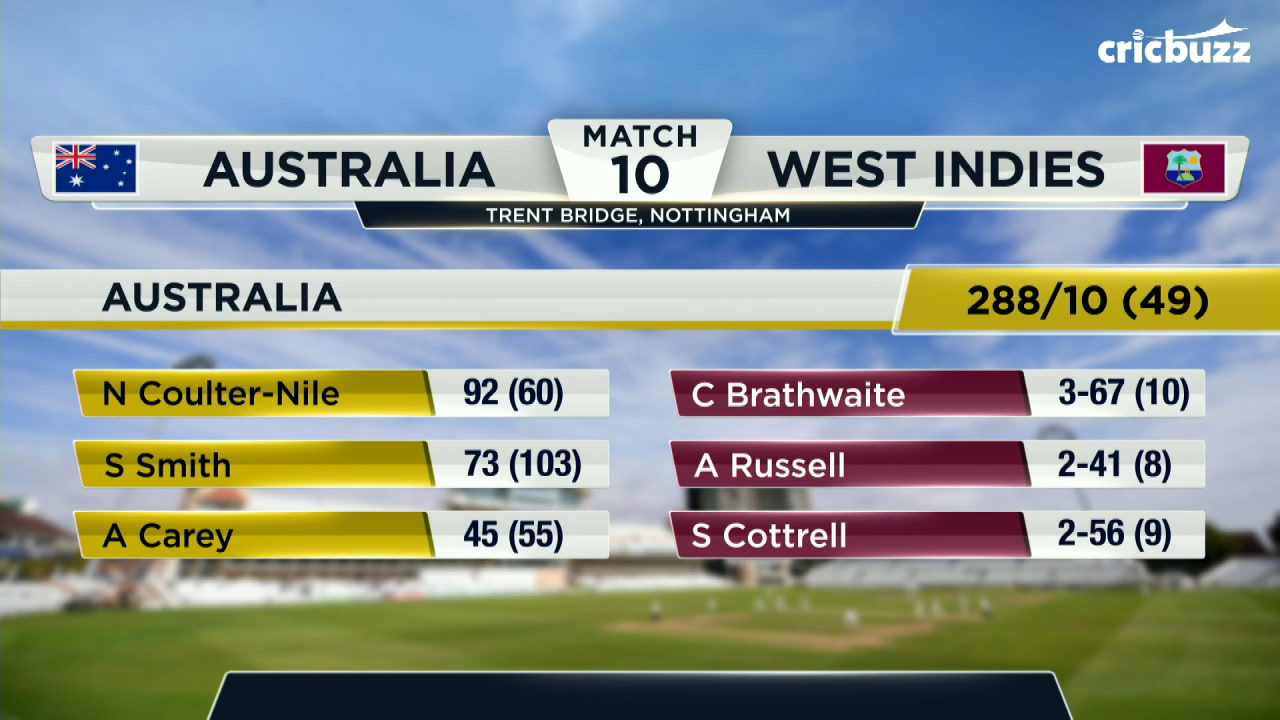 cricbuzz
MATCH
10
AUSTRALIA
WEST INDIES
TRENT BRIDGE, NOTTINGHAM
AUSTRALIA
288/10 (49)
N Coulter-Nile 92 (60)
C Brathwaite 3-67 (10)
S Smith 73 (103)
A Russell 2-41 (8)
A Carey 45 (55)
S Cottrell 2-56 (9)